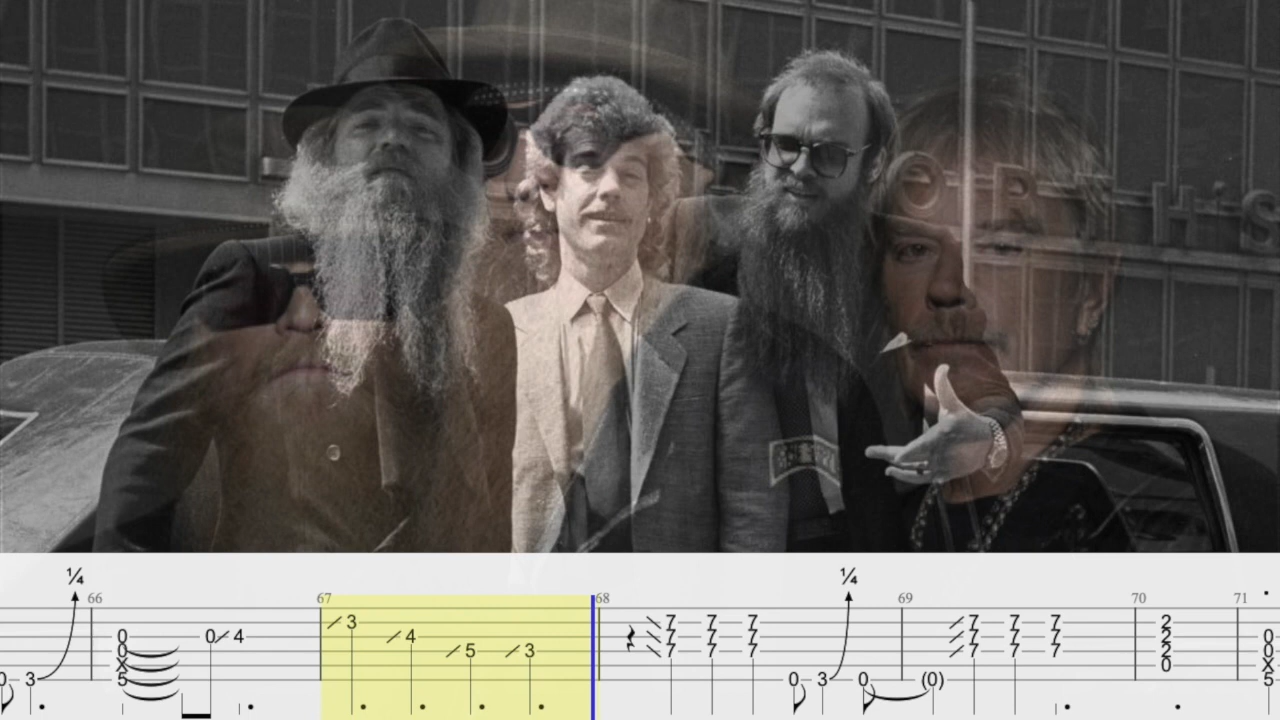 O P T H'S
¼ ¼
66 67 68 69 70 71
3 7 7 7 7 7 7 2
0 0 4 4 7 7 7 7 7 7 2 0
0 5 3 7 7 7 7 7 7 2 0
X 0 X
0 3 5 0 3 0 (0) 5